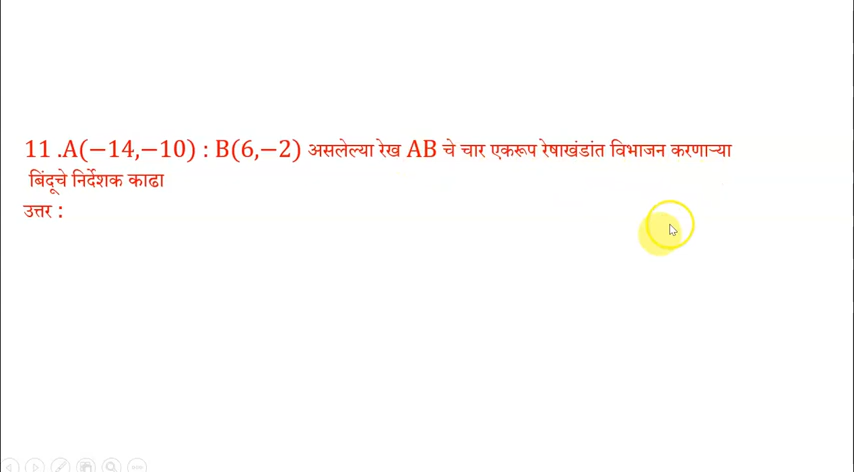 11 .A(−14,−10) : B(6,−2) असलेल्या रेख AB चे चार एकरूप रेषाखंडांत विभाजन करणाऱ्या
बिंदूचे निर्देशक काढा
उत्तर :